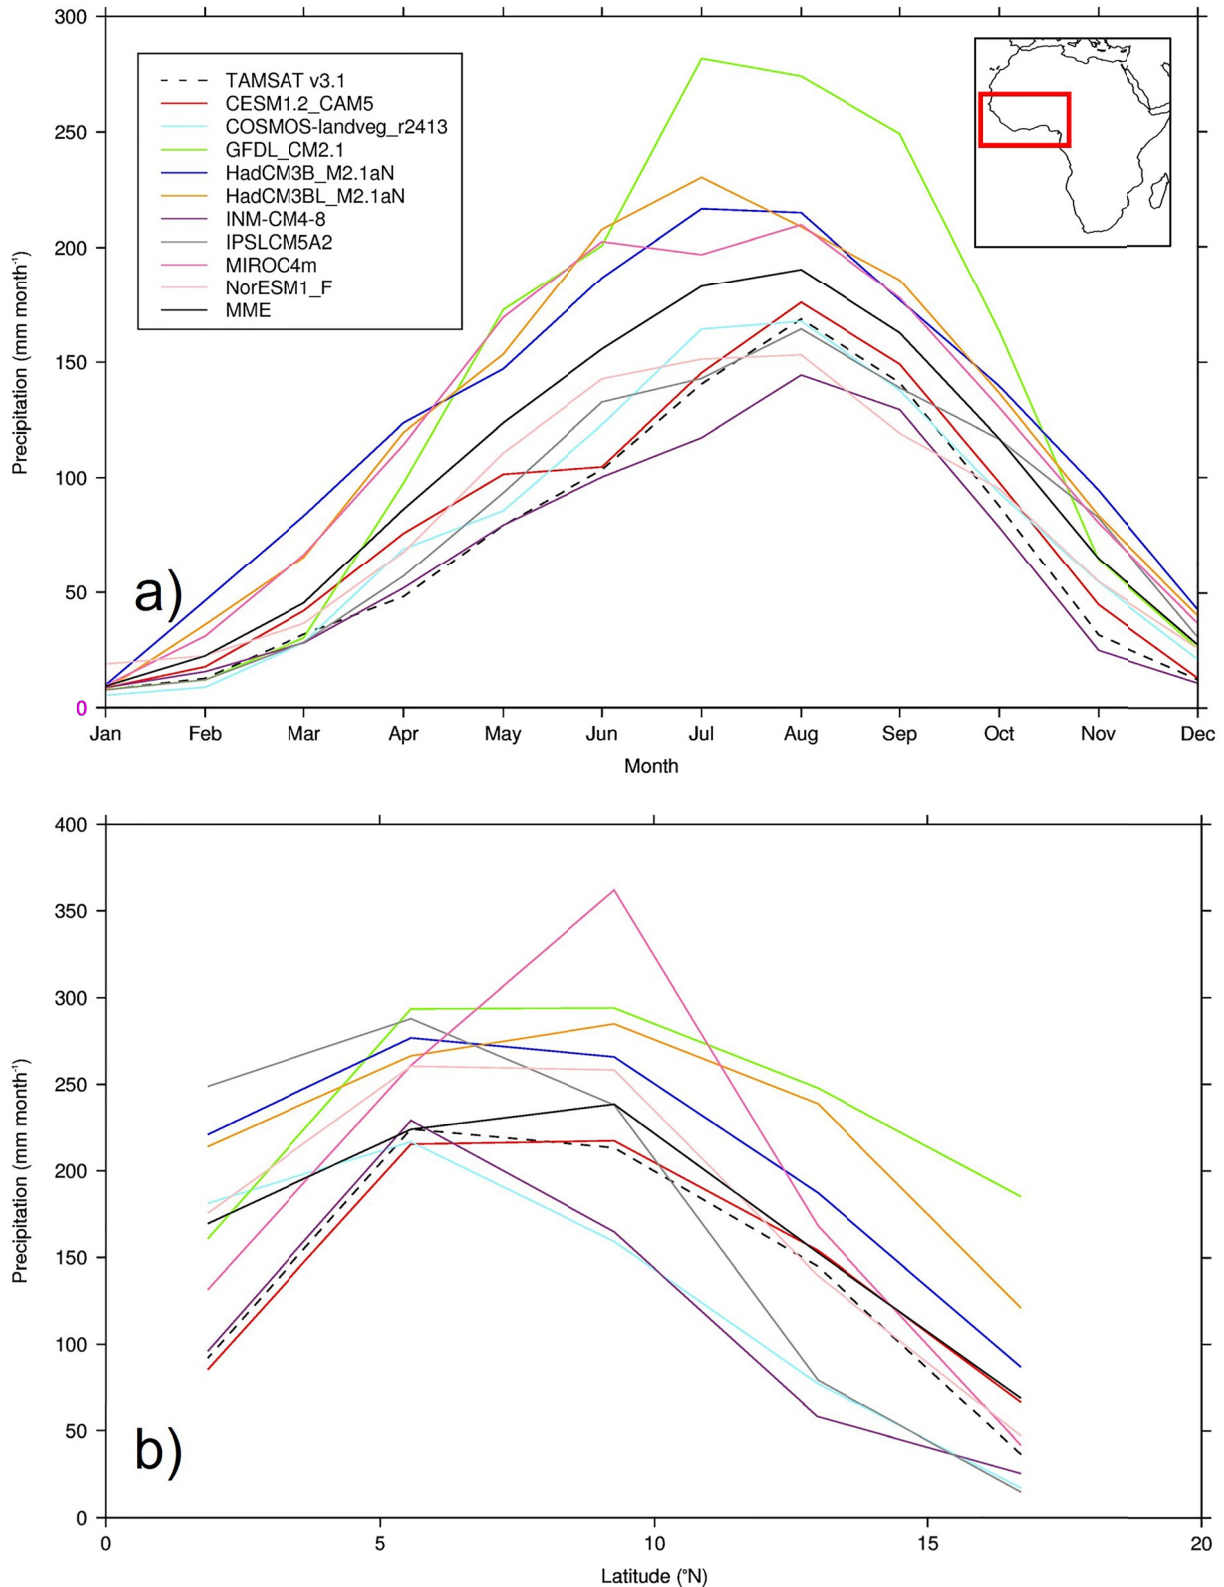 300
250
200
150
100
50
0
Precipitation (mm month⁻¹)
TAMSAT v3.1
CESM1.2_CAM5
COSMOS-landveg_r2413
GFDL_CM2.1
HadCM3B_M2.1aN
HadCM3BL_M2.1aN
INM-CM4-8
IPSLCM5A2
MIROC4m
NorESM1_F
MME
a)
Jan Feb Mar Apr May Jun Jul Aug Sep Oct Nov Dec
Month
400
350
300
250
200
150
100
50
0
Precipitation (mm month⁻¹)
b)
0 5 10 15 20
Latitude (°N)